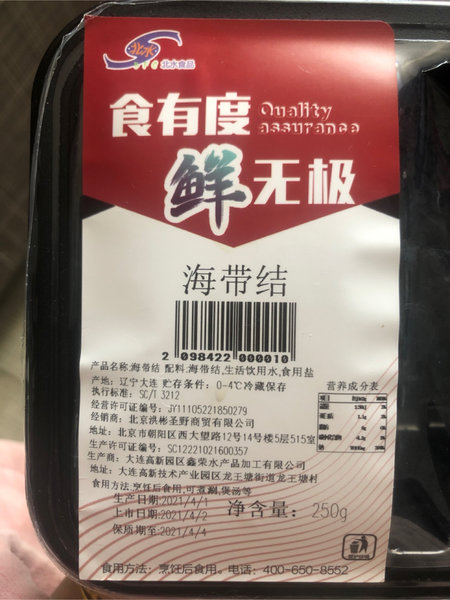 北水
北水食品
食有度
Quality
assurance
鲜无极
海带结
2 098422 000010
产品名称:海带结 配料:海带结,生活饮用水,食用盐
产地: 辽宁大连 贮存条件: 0-4℃冷藏保存
执行标准: SC/T 3212
营养成分表
经营许可证编号: JY11105221850279
经销商: 北京洪彬圣野商贸有限公司
地址: 北京市朝阳区西大望路12号14号楼5层515室
生产许可证编号: SC12221021600357
生产商: 大连高新园区鑫荣水产品加工有限公司
地址: 大连高新技术产业园区龙王塘街道龙王塘村
食用方法:烹饪后食用,可煮,涮,煲汤等
生产日期:2021/4/1
上市日期:2021/4/2
净含量: 250g
保质期至:2021/4/4
食用方法: 烹饪后食用。电话: 400-650-8552